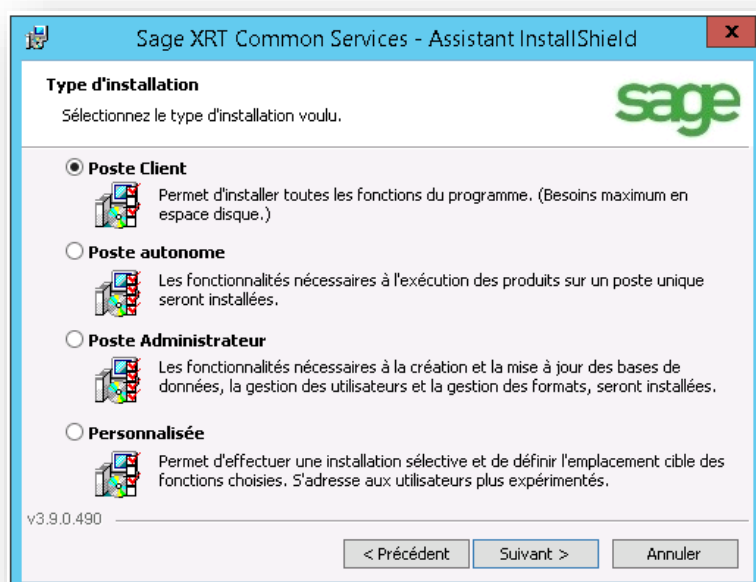 Sage XRT Common Services - Assistant InstallShield
x
Type d'installation
Sélectionnez le type d'installation voulu.
sage
Poste Client
Permet d'installer toutes les fonctions du programme. (Besoins maximum en
espace disque.)
Poste autonome
Les fonctionnalités nécessaires à l'exécution des produits sur un poste unique
seront installées.
Poste Administrateur
Les fonctionnalités nécessaires à la création et la mise à jour des bases de
données, la gestion des utilisateurs et la gestion des formats, seront installées.
Personnalisée
Permet d'effectuer une installation sélective et de définir l'emplacement cible des
fonctions choisies. S'adresse aux utilisateurs plus expérimentés.
v3.9.0.490
< Précédent
Suivant >
Annuler